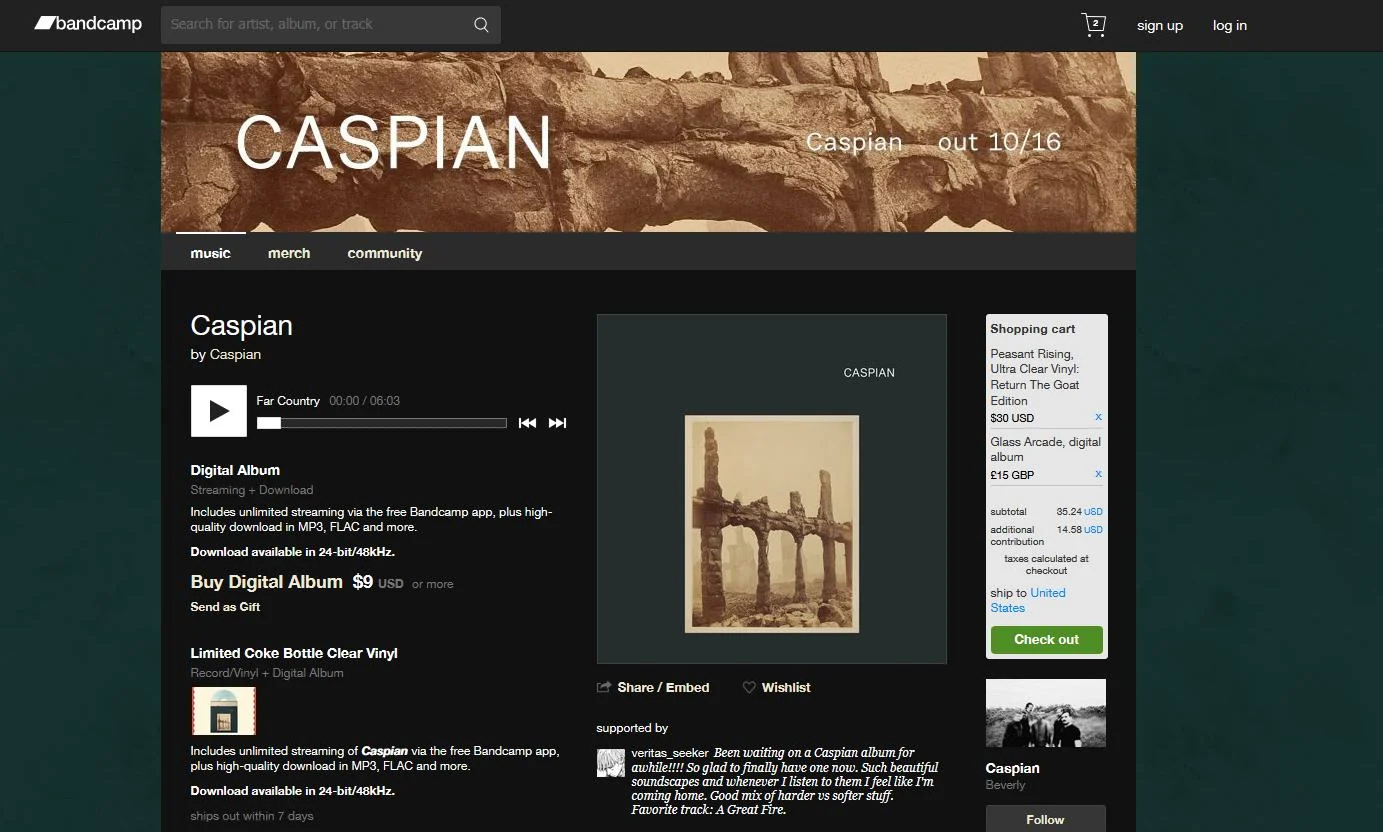 bandcamp
Search for artist, album, or track
2
sign up
log in
CASPIAN
Caspian out 10/16
music
merch
community
Caspian
by Caspian
Far Country 00:00 / 06:03
Digital Album
Streaming + Download
Includes unlimited streaming via the free Bandcamp app, plus high-
quality download in MP3, FLAC and more.
Download available in 24-bit/48kHz.
Buy Digital Album $9 USD or more
Send as Gift
Limited Coke Bottle Clear Vinyl
Record/Vinyl + Digital Album
Includes unlimited streaming of Caspian via the free Bandcamp app,
plus high-quality download in MP3, FLAC and more.
Download available in 24-bit/48kHz.
ships out within 7 days
CASPIAN
Share / Embed
Wishlist
supported by
veritas_seeker Been waiting on a Caspian album for
awhile!!!! So glad to finally have one now. Such beautiful
soundscapes and whenever I listen to them I feel like I'm
coming home. Good mix of harder vs softer stuff.
Favorite track: A Great Fire.
Shopping cart
Peasant Rising,
Ultra Clear Vinyl:
Return The Goat
Edition
$30 USD x
Glass Arcade, digital
album
£15 GBP x
subtotal 35.24 USD
additional 14.58 USD
contribution
taxes calculated at
checkout
ship to United
States
Check out
Caspian
Beverly
Follow